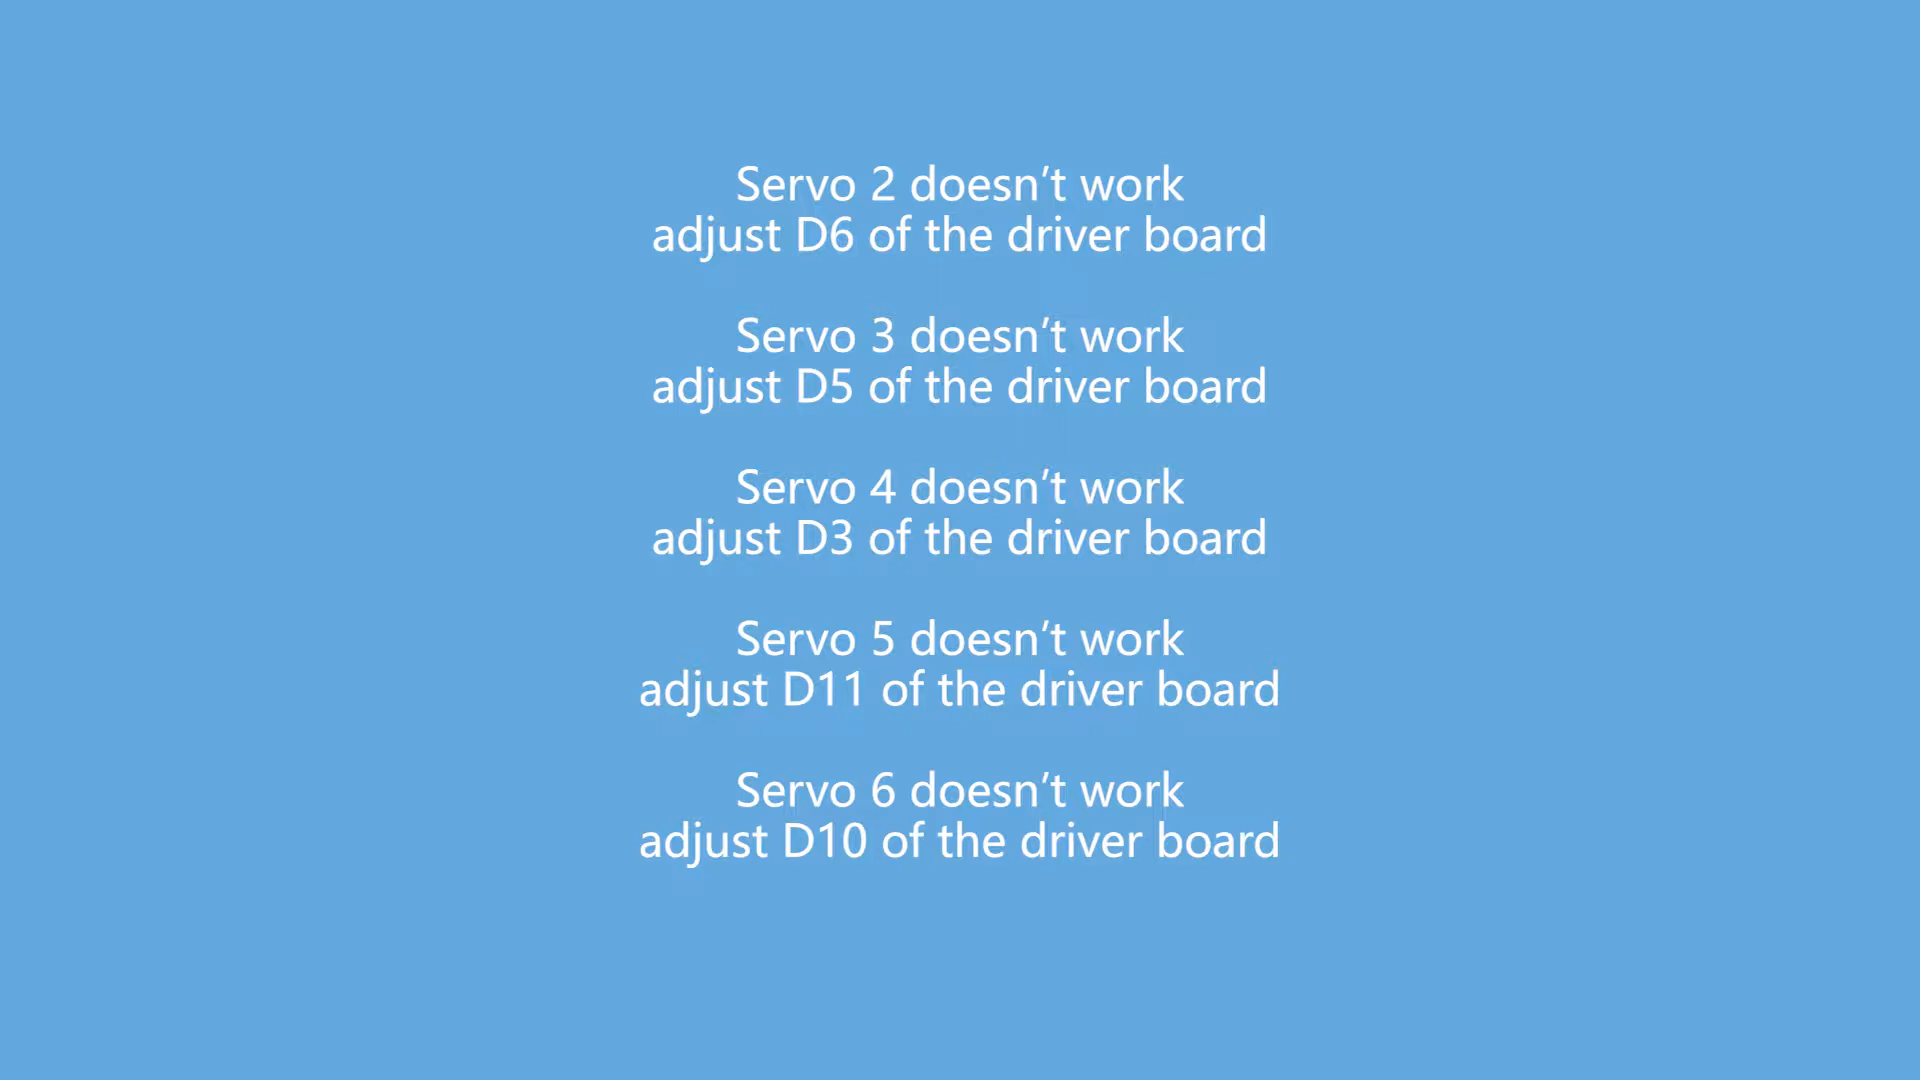 Servo 2 doesn’t work
adjust D6 of the driver board
Servo 3 doesn’t work
adjust D5 of the driver board
Servo 4 doesn’t work
adjust D3 of the driver board
Servo 5 doesn’t work
adjust D11 of the driver board
Servo 6 doesn’t work
adjust D10 of the driver board